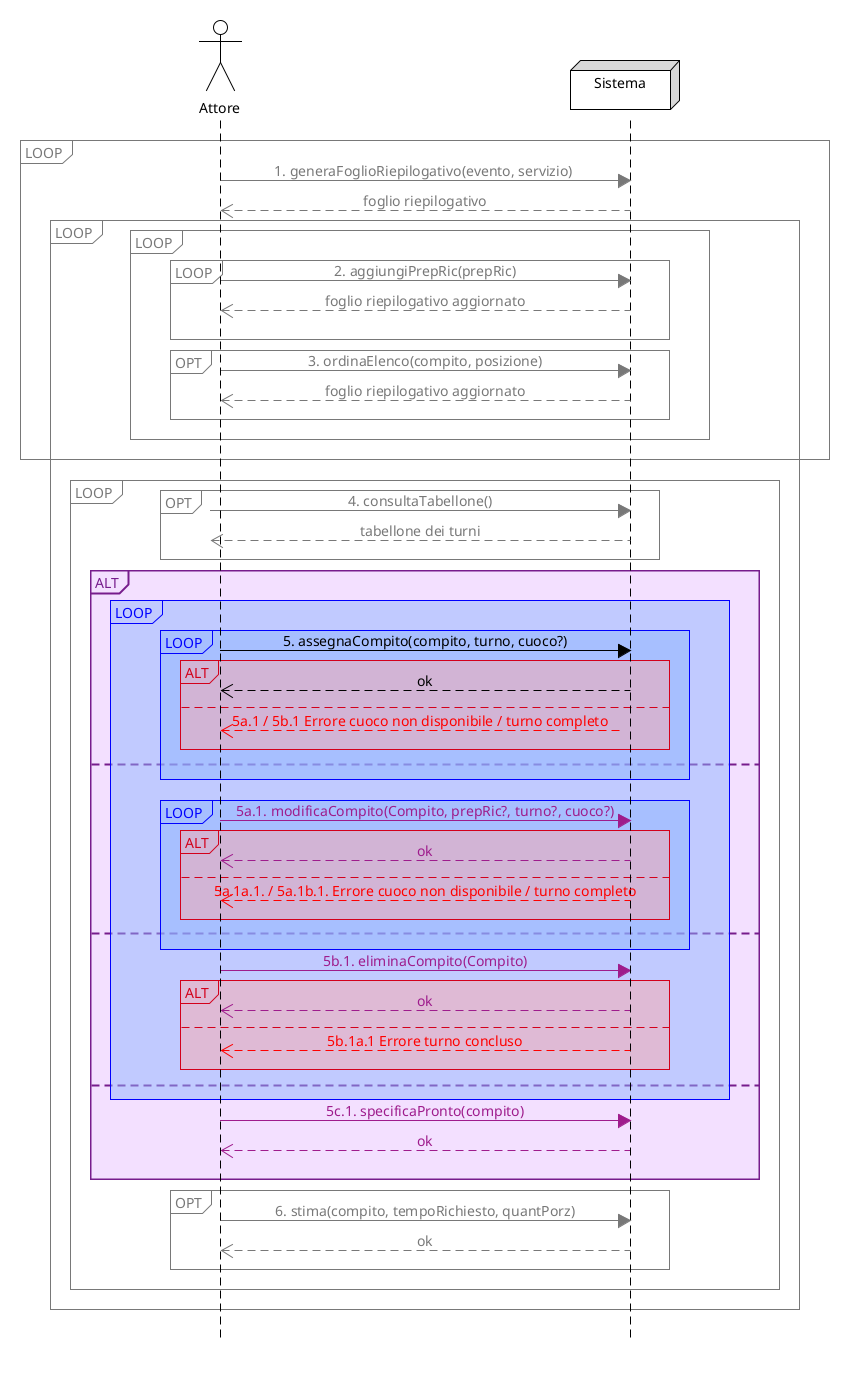 Attore
Sistema
LOOP
1. generaFoglioRiepilogativo(evento, servizio)
foglio riepilogativo
LOOP
LOOP
LOOP
2. aggiungiPrepRic(prepRic)
foglio riepilogativo aggiornato
OPT
3. ordinaElenco(compito, posizione)
foglio riepilogativo aggiornato
LOOP
OPT
4. consultaTabellone()
tabellone dei turni
ALT
LOOP
LOOP
5. assegnaCompito(compito, turno, cuoco?)
ALT
ok
5a.1 / 5b.1 Errore cuoco non disponibile / turno completo
LOOP
5a.1. modificaCompito(Compito, prepRic?, turno?, cuoco?)
ALT
ok
5a.1a.1. / 5a.1b.1. Errore cuoco non disponibile / turno completo
5b.1. eliminaCompito(Compito)
ALT
ok
5b.1a.1 Errore turno concluso
5c.1. specificaPronto(compito)
ok
OPT
6. stima(compito, tempoRichiesto, quantPorz)
ok